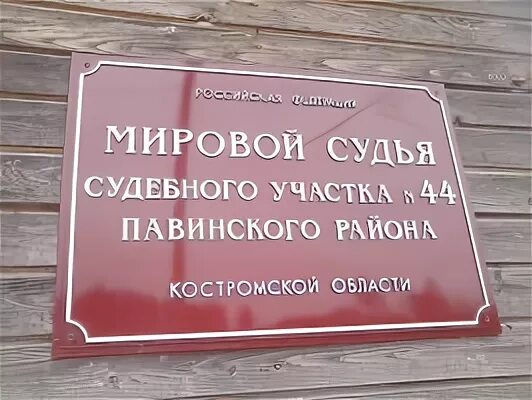 РОССИЙСКАЯ ФЕДЕРАЦИЯ
МИРОВОЙ СУДЬЯ
СУДЕБНОГО УЧАСТКА № 44
ПАВИНСКОГО РАЙОНА
КОСТРОМСКОЙ ОБЛАСТИ